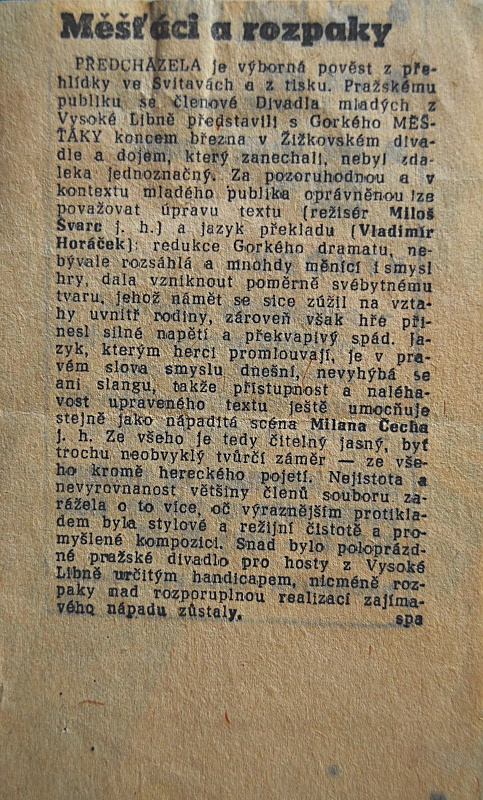 Měšťáci a rozpaky
PŘEDCHÁZELA je výborná pověst z pře-
hlídky ve Svitavách a z tisku. Pražskému
publiku se členové Divadla mladých z
Vysoké Libně představili s Gorkého MĚŠ-
ŤÁKY koncem března v Žižkovském diva-
dle a dojem, který zanechali, nebyl zda-
leka jednoznačný. Za pozoruhodnou a v
kontextu mladého publika oprávněnou lze
považovat úpravu textu (režisér Miloš
Švarc j. h.) a jazyk překladu (Vladimír
Horáček): redukce Gorkého dramatu, ne-
bývale rozsáhlá a mnohdy měnící i smysl
hry, dala vzniknout poměrně svébytnému
tvaru, jehož námět se sice zúžil na vzta-
hy uvnitř rodiny, zároveň však hře při-
nesl silné napětí a překvapivý spád. Ja-
zyk, kterým herci promlouvají, je v pra-
vém slova smyslu dnešní, nevyhýbá se
ani slangu, takže přístupnost a naléha-
vost upraveného textu ještě umocňuje
stejně jako nápaditá scéna Milana Čecha
j. h. Ze všeho je tedy čitelný jasný, byť
trochu neobvyklý tvůrčí záměr — ze vše-
ho kromě hereckého pojetí. Nejistota a
nevyrovnanost většiny členů souboru za-
rážela o to více, oč výraznějším protikla-
dem byla stylové a režijní čistotě a pro-
myšlené kompozici. Snad bylo poloprázd-
né pražské divadlo pro hosty z Vysoké
Libně určitým handicapem, nicméně roz-
paky nad rozporuplnou realizací zajíma-
vého nápadu zůstaly. spa